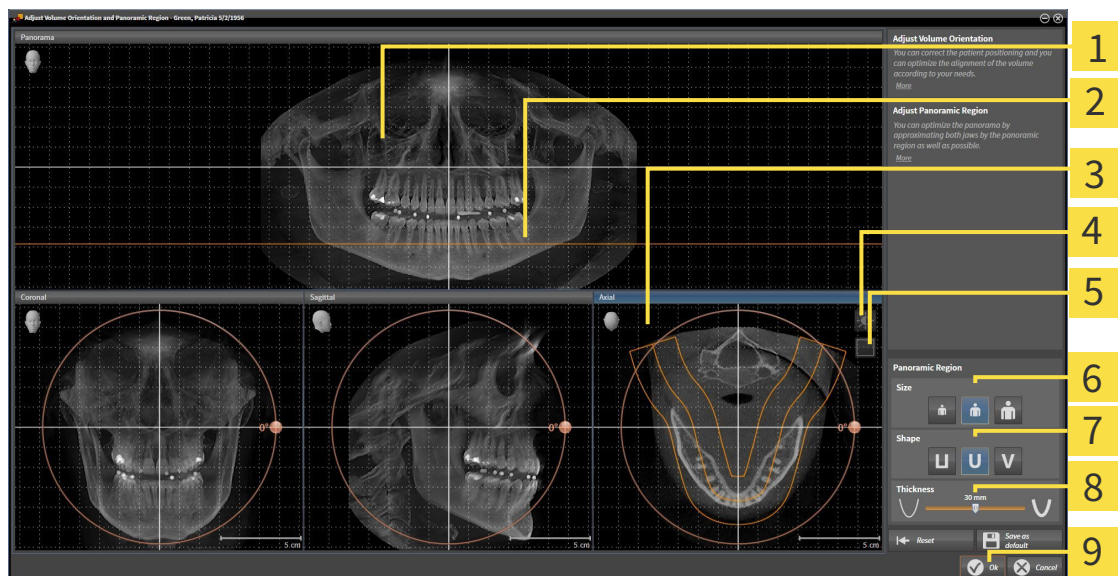 Adjust Volume Orientation and Panoramic Region - Green, Patricia 5/2/1956
Panorama
Adjust Volume Orientation
You can correct the patient positioning and you
can optimize the alignment of the volume
according to your needs.
More
Adjust Panoramic Region
You can optimize the panorama by
approximating both jaws by the panoramic
region as well as possible.
More
1
2
3
4
5
6
7
8
9
Coronal
Sagittal
Axial
0°
0°
0°
5 cm
5 cm
5 cm
Panoramic Region
Size
Shape
U
V
Thickness
30 mm
Reset
Save as
default
Ok
Cancel